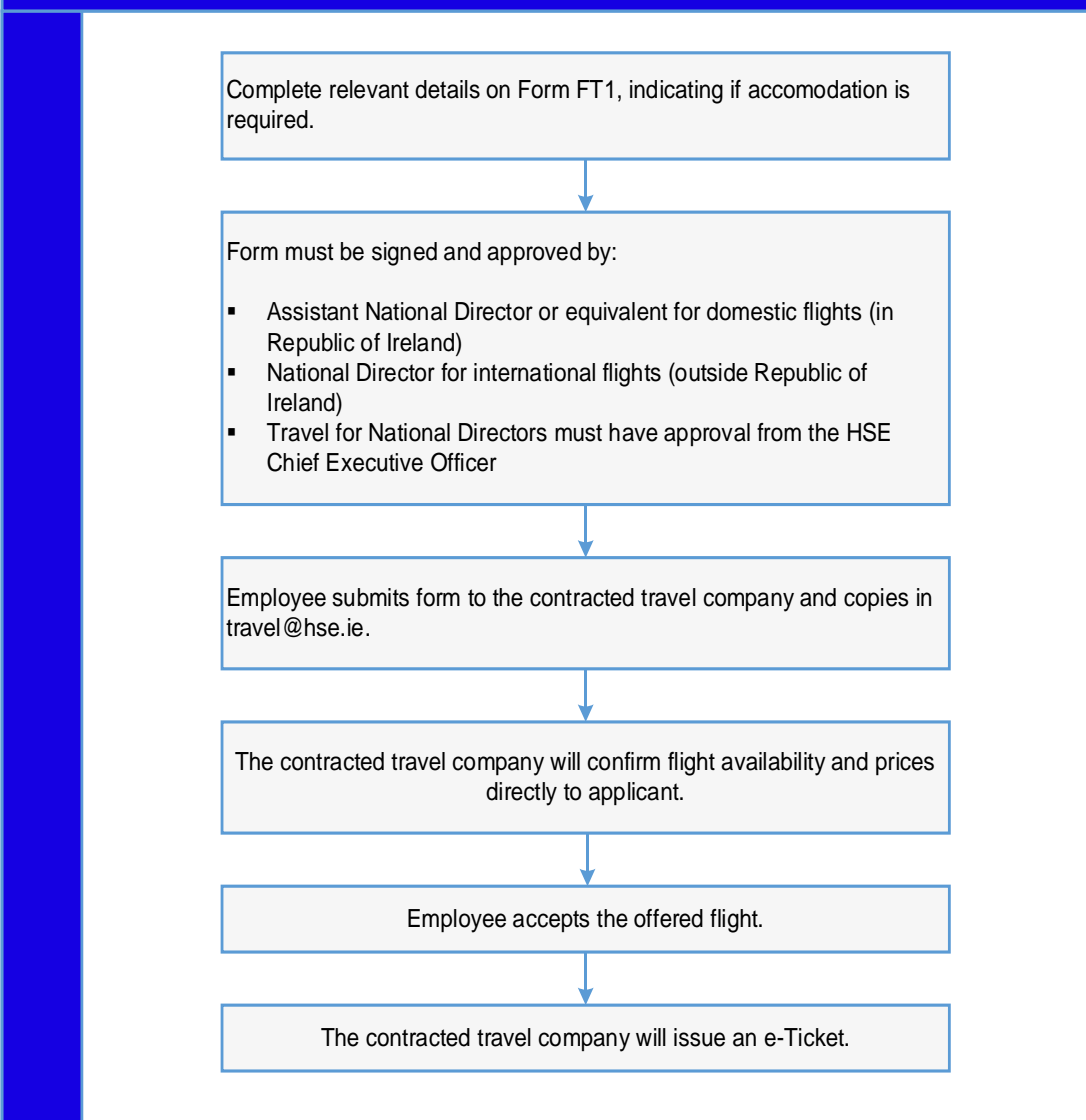 Complete relevant details on Form FT1, indicating if accomodation is
required.
Form must be signed and approved by:
▪ Assistant National Director or equivalent for domestic flights (in
Republic of Ireland)
▪ National Director for international flights (outside Republic of
Ireland)
▪ Travel for National Directors must have approval from the HSE
Chief Executive Officer
Employee submits form to the contracted travel company and copies in
travel@hse.ie.
The contracted travel company will confirm flight availability and prices
directly to applicant.
Employee accepts the offered flight.
The contracted travel company will issue an e-Ticket.